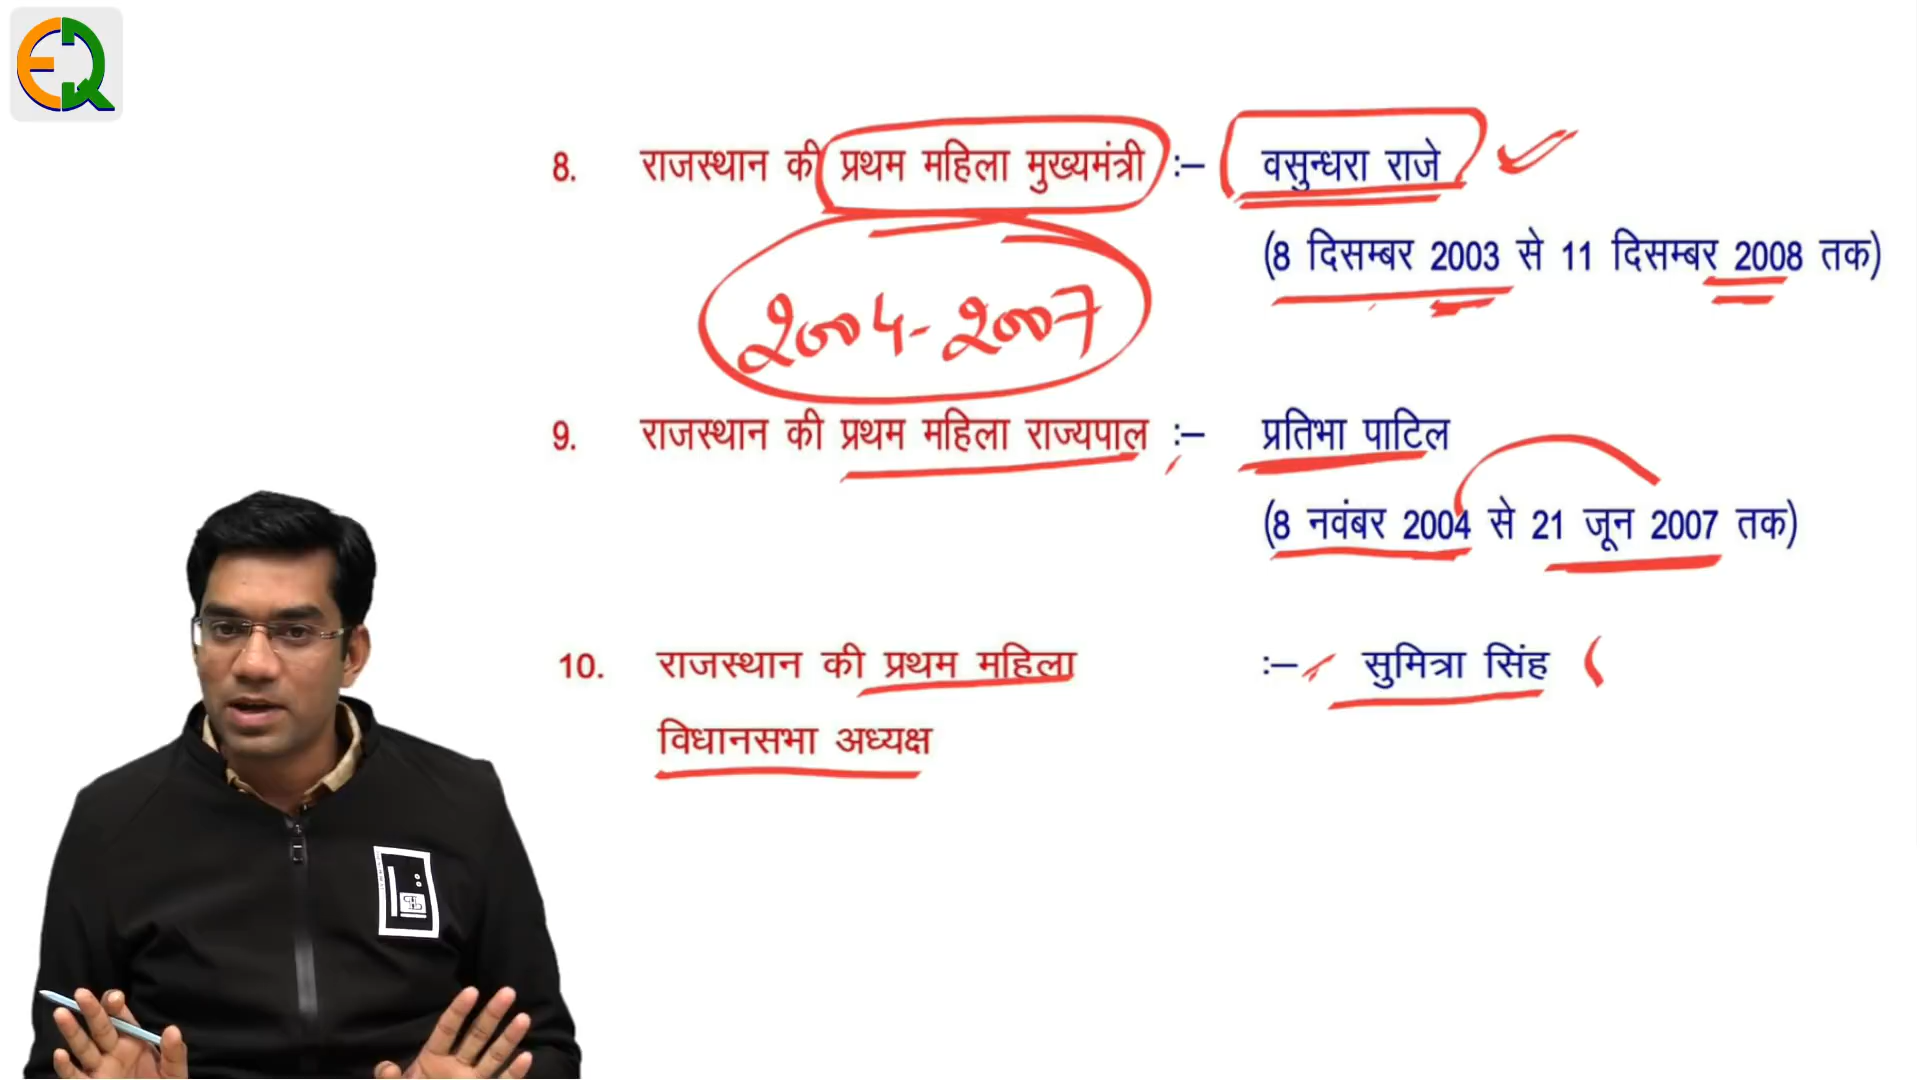 8. राजस्थान की प्रथम महिला मुख्यमंत्री :– वसुन्धरा राजे
(8 दिसम्बर 2003 से 11 दिसम्बर 2008 तक)
2004-2007
9. राजस्थान की प्रथम महिला राज्यपाल :– प्रतिभा पाटिल
(8 नवंबर 2004 से 21 जून 2007 तक)
10. राजस्थान की प्रथम महिला :– सुमित्रा सिंह
विधानसभा अध्यक्ष